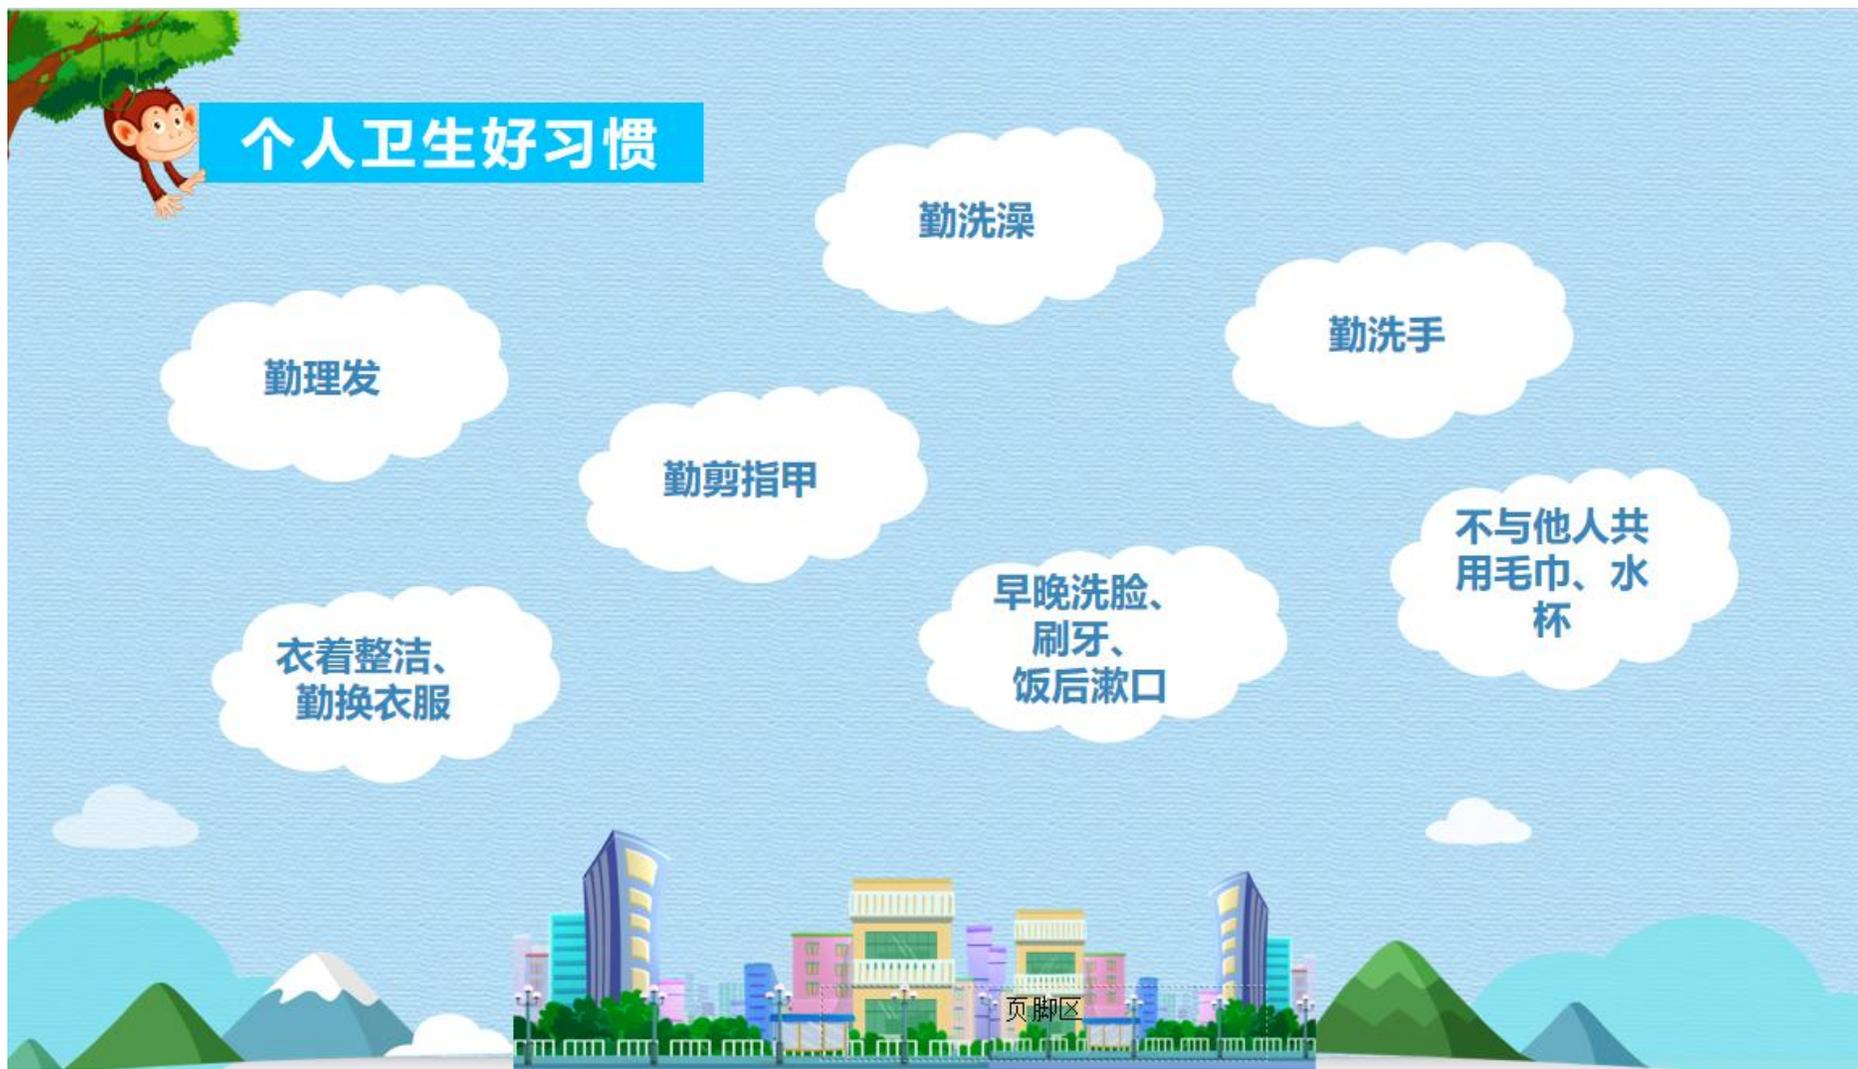 个人卫生好习惯
勤洗澡
勤洗手
勤理发
勤剪指甲
不与他人共
用毛巾、水
杯
早晚洗脸、
刷牙、
饭后漱口
衣着整洁、
勤换衣服
页脚区